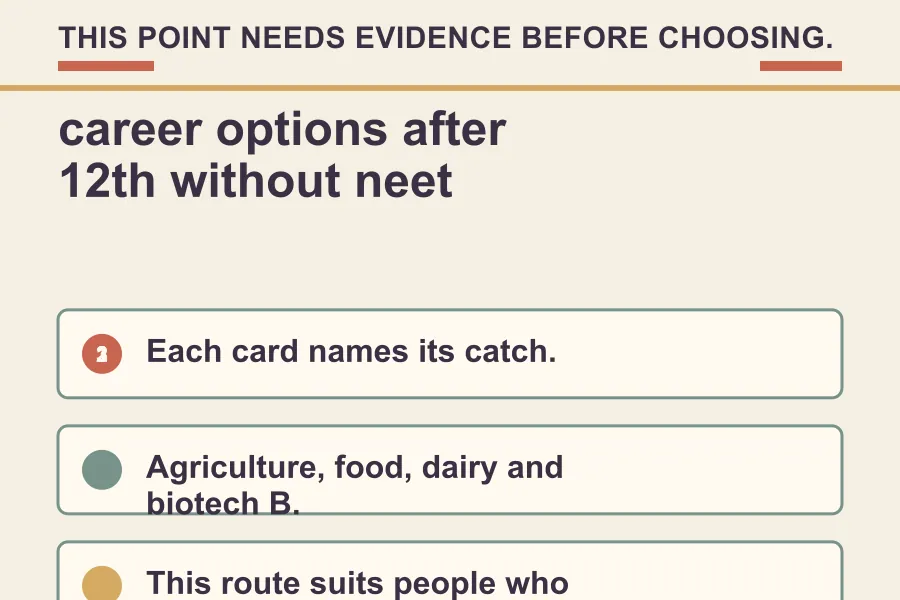 THIS POINT NEEDS EVIDENCE BEFORE CHOOSING.
career options after
12th without neet
Each card names its catch.
Agriculture, food, dairy and
biotech B.
This route suits people who